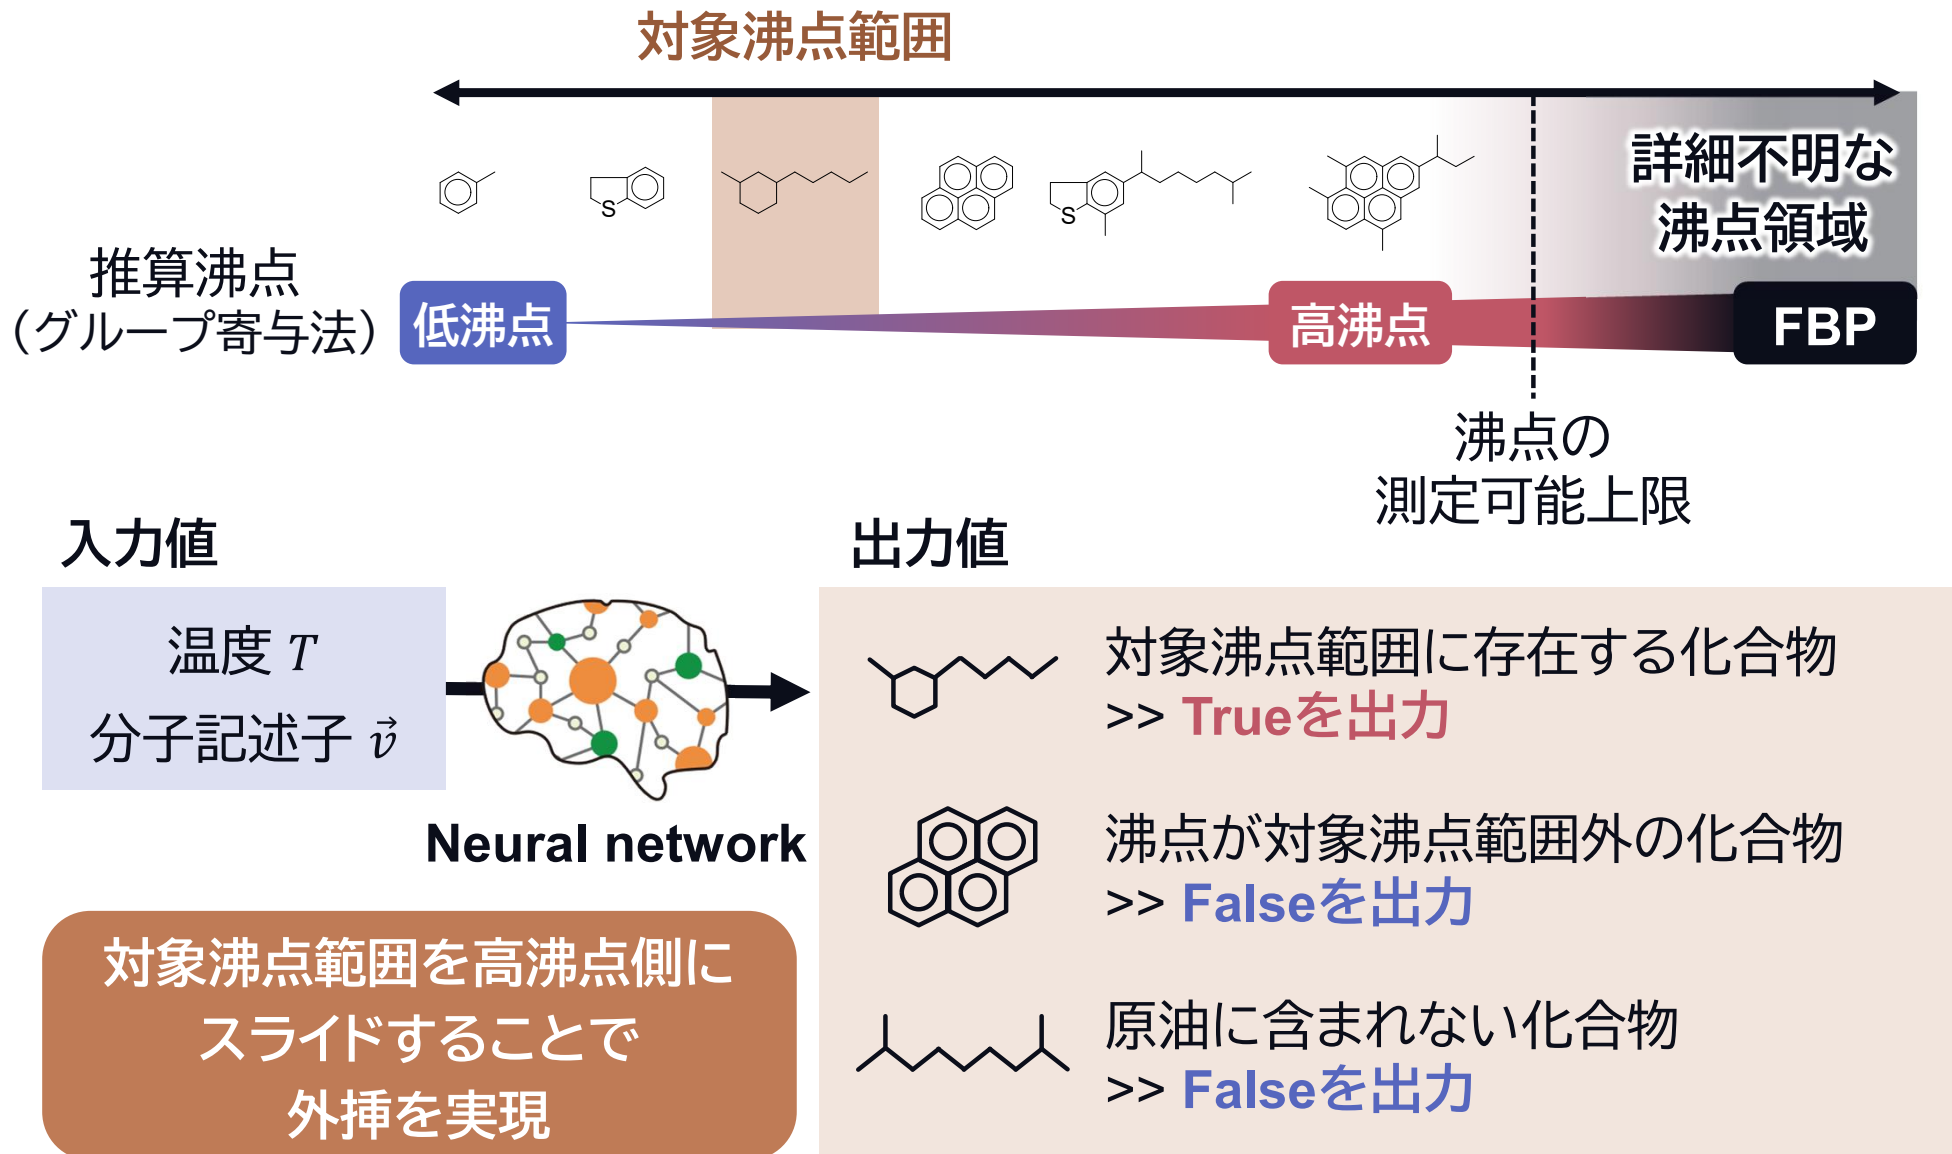 対象沸点範囲
詳細不明な
沸点領域
S
S
推算沸点
（グループ寄与法）
低沸点
高沸点
FBP
沸点の
測定可能上限
入力値
温度 T
分子記述子 v⃗
Neural network
出力値
対象沸点範囲に存在する化合物
>> Trueを出力
沸点が対象沸点範囲外の化合物
>> Falseを出力
原油に含まれない化合物
>> Falseを出力
対象沸点範囲を高沸点側に
スライドすることで
外挿を実現